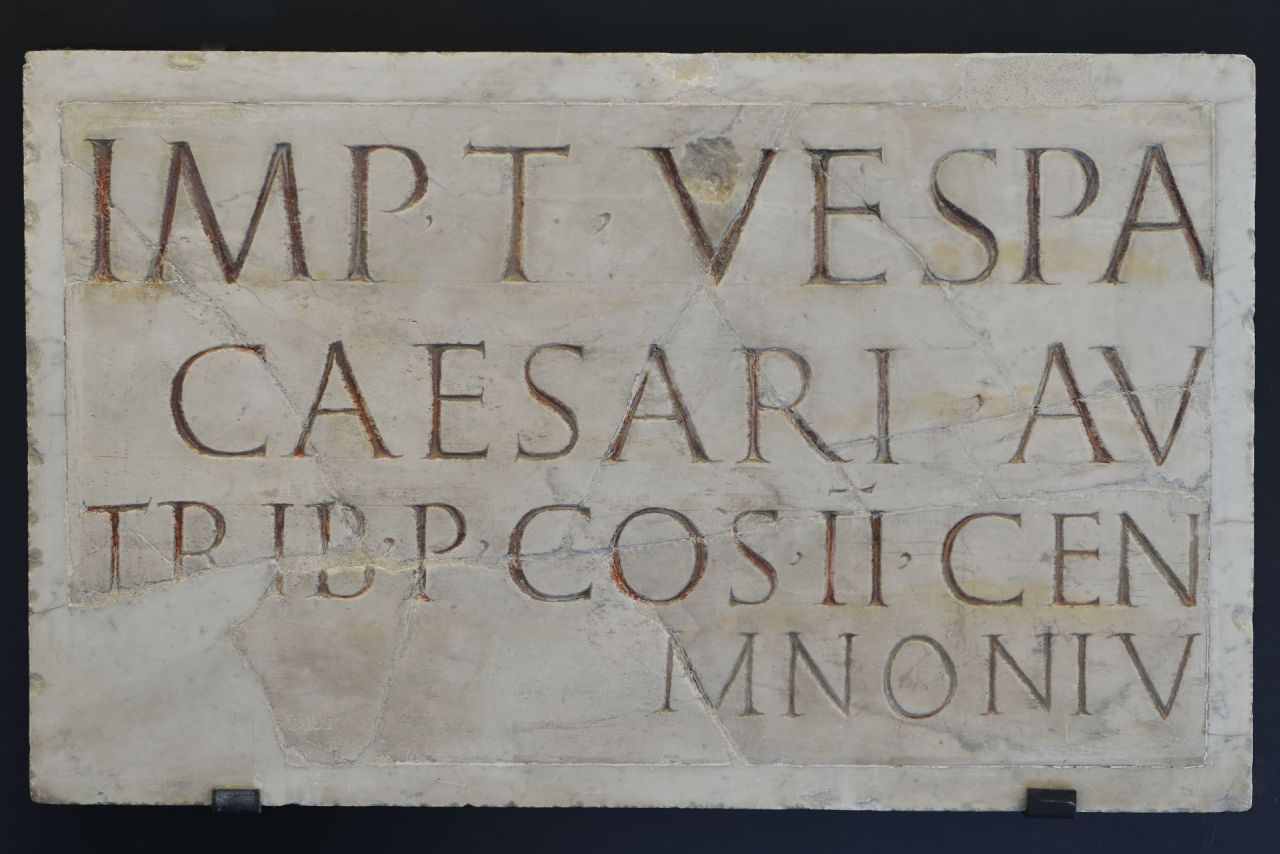 IMP · T · VESPA
CAESARI · AV
TRIB · P · COS · II · CEN
MNONIV